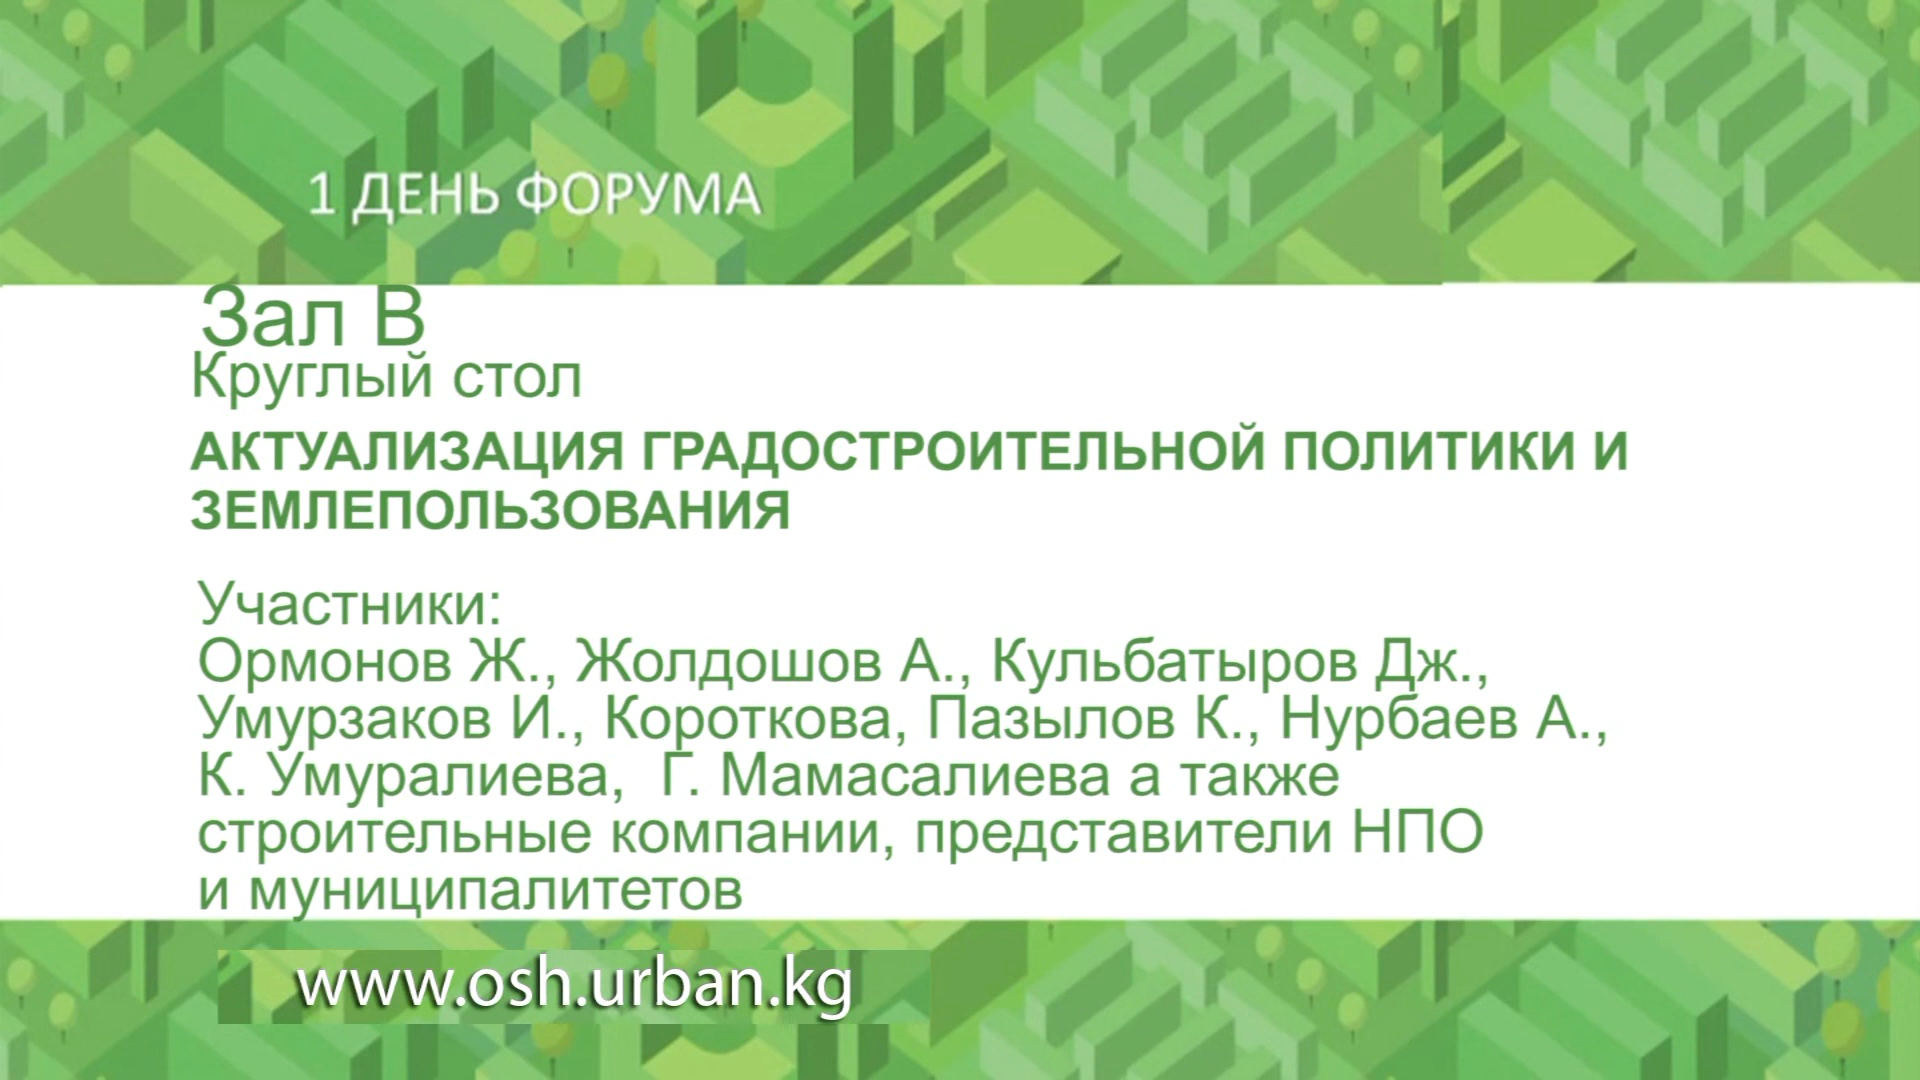 1 ДЕНЬ ФОРУМА
Зал В
Круглый стол
АКТУАЛИЗАЦИЯ ГРАДОСТРОИТЕЛЬНОЙ ПОЛИТИКИ И
ЗЕМЛЕПОЛЬЗОВАНИЯ
Участники:
Ормонов Ж., Жолдошов А., Кульбатыров Дж.,
Умурзаков И., Короткова, Пазылов К., Нурбаев А.,
К. Умуралиева, Г. Мамасалиева а также
строительные компании, представители НПО
и муниципалитетов
www.osh.urban.kg